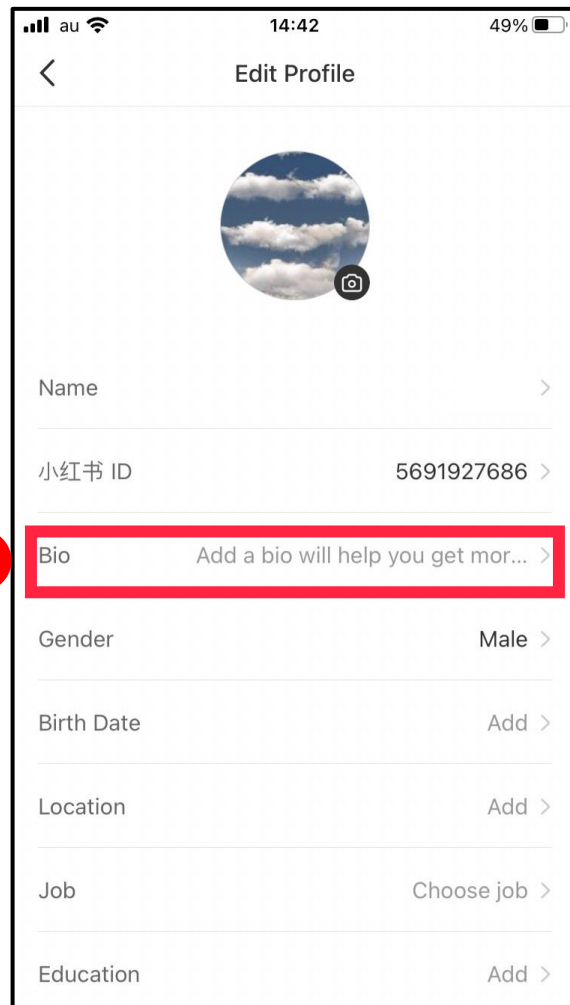 au 14:42 49%
Edit Profile
Name
小红书 ID 5691927686
Bio Add a bio will help you get mor...
Gender Male
Birth Date Add
Location Add
Job Choose job
Education Add